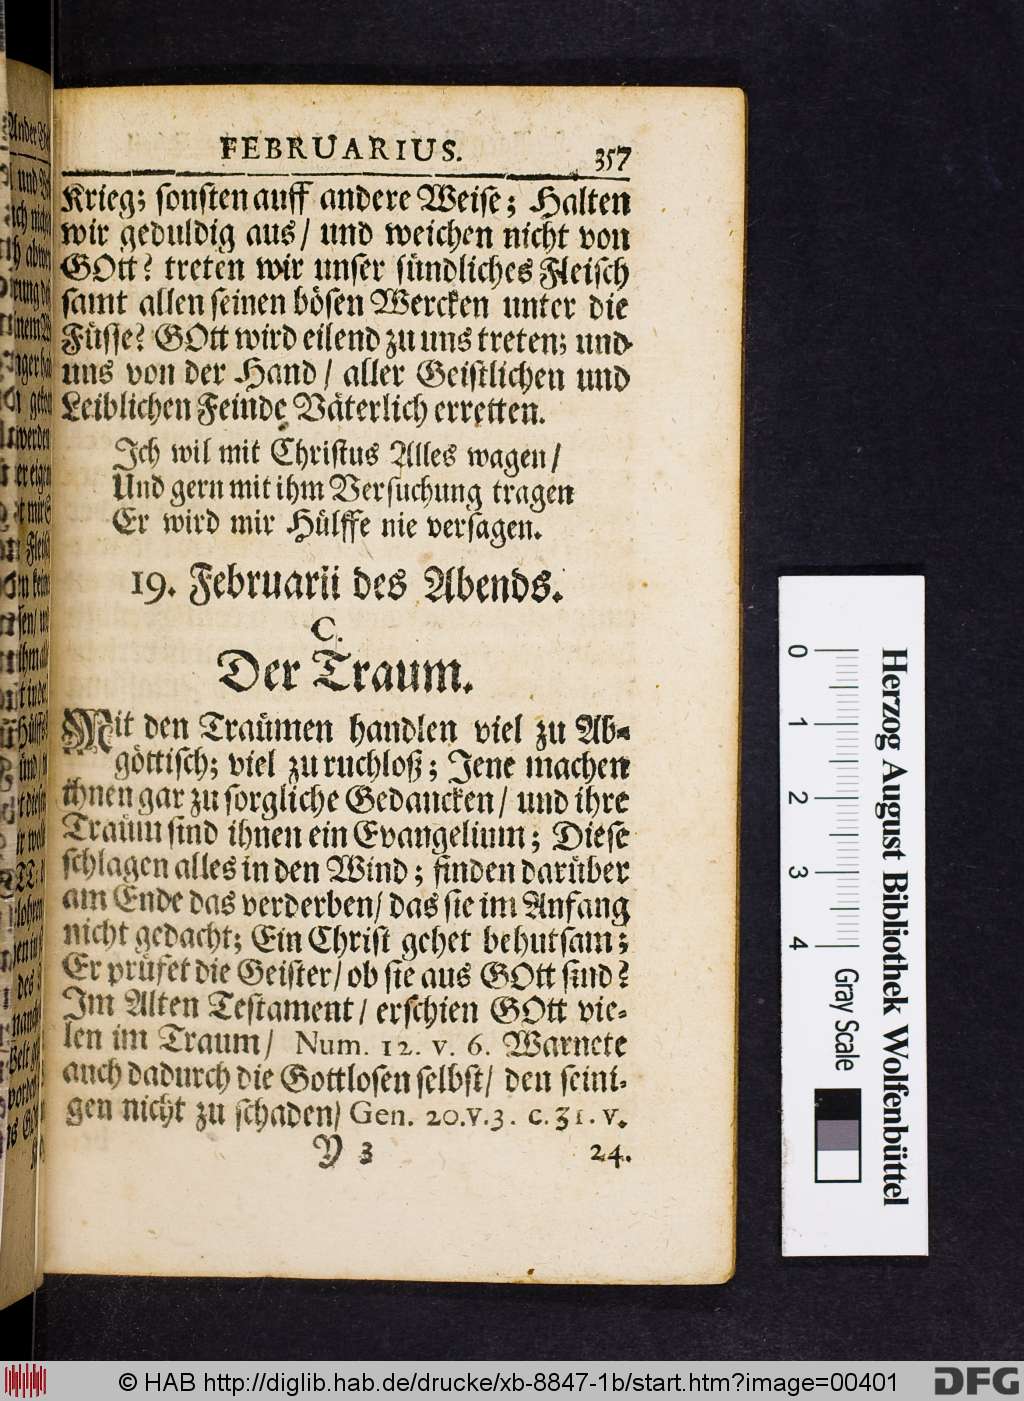 FEBRUARIUS. 357
Krieg; sonsten auff andere Weise; Halten
wir geduldig aus/ und weichen nicht von
GOtt? treten wir unser sündliches Fleisch
samt allen seinen bösen Wercken unter die
Füsse? GOtt wird eilend zu uns treten; und
uns von der Hand/ aller Geistlichen und
Leiblichen Feinde Väterlich erretten.
Ich wil mit Christus Alles wagen/
Und gern mit ihm Versuchung tragen
Er wird mir Hülffe nie versagen.
19. Februarii des Abends.
C.
Der Traum.
Mit den Träumen handlen viel zu Ab-
göttisch; viel zu ruchloß; Jene machen
ihnen gar zu sorgliche Gedancken/ und ihre
Träum sind ihnen ein Evangelium; Diese
schlagen alles in den Wind; finden darüber
am Ende das verderben/ das sie im Anfang
nicht gedacht; Ein Christ gehet behutsam;
Er prüfet die Geister/ ob sie aus GOtt sind?
Im Alten Testament/ erschien GOtt vie-
len im Traum/ Num. 12. v. 6. Warnete
auch dadurch die Gottlosen selbst/ den seini-
gen nicht zu schaden/ Gen. 20.v.3. c.31.v.
Y 3 24.
0 1 2 3 4
Gray Scale
Herzog August Bibliothek Wolfenbüttel
© HAB http://diglib.hab.de/drucke/xb-8847-1b/start.htm?image=00401
DFG